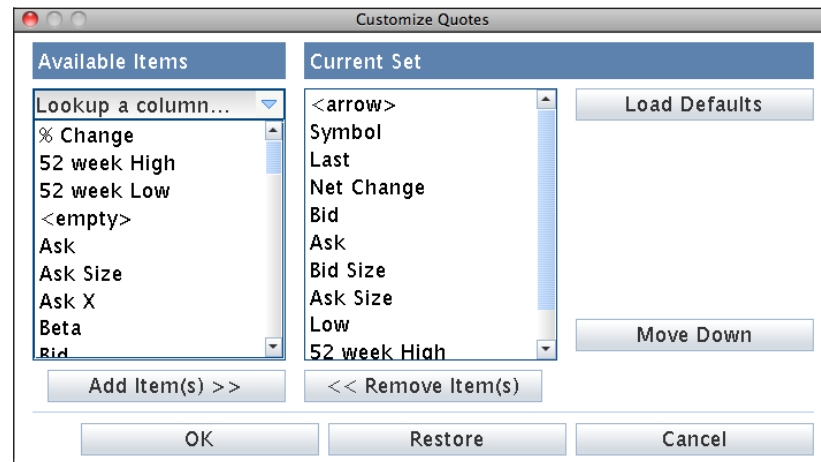 Customize Quotes
Available Items
Current Set
Lookup a column...
% Change
52 week High
52 week Low
<empty>
Ask
Ask Size
Ask X
Beta
Bid
Add Item(s) >>
<arrow>
Symbol
Last
Net Change
Bid
Ask
Bid Size
Ask Size
Low
52 week High
<< Remove Item(s)
Load Defaults
Move Down
OK
Restore
Cancel